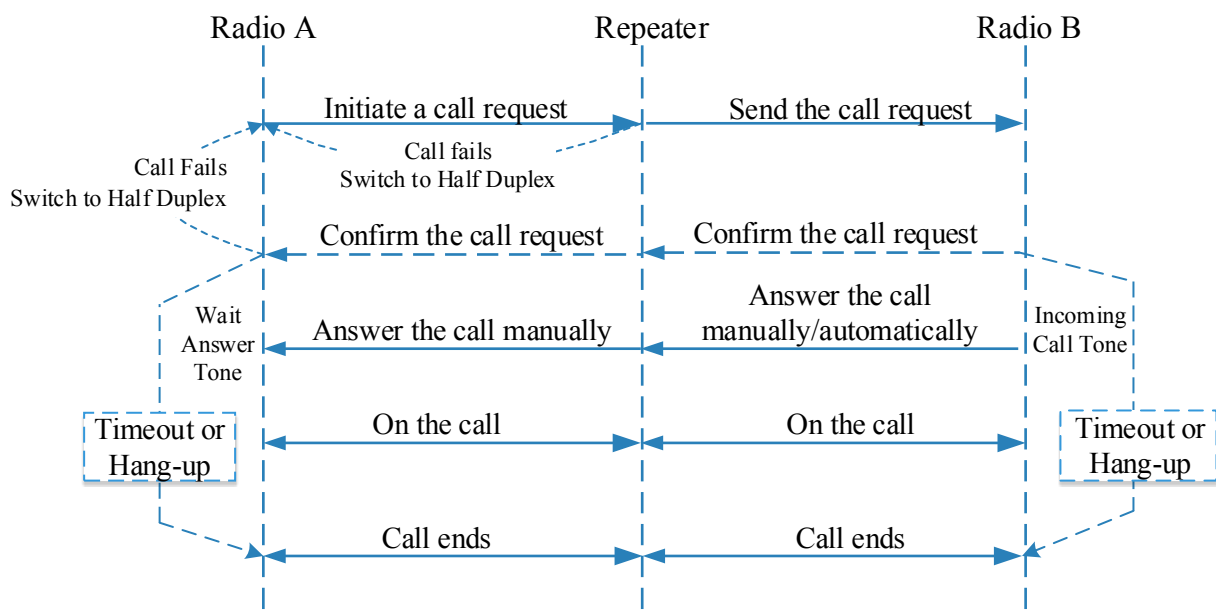 Radio A
Repeater
Radio B
Initiate a call request
Send the call request
Call Fails
Switch to Half Duplex
Call fails
Switch to Half Duplex
Confirm the call request
Confirm the call request
Wait
Answer
Tone
Answer the call manually
Answer the call
manually/automatically
Incoming
Call Tone
Timeout or
Hang-up
On the call
On the call
Timeout or
Hang-up
Call ends
Call ends